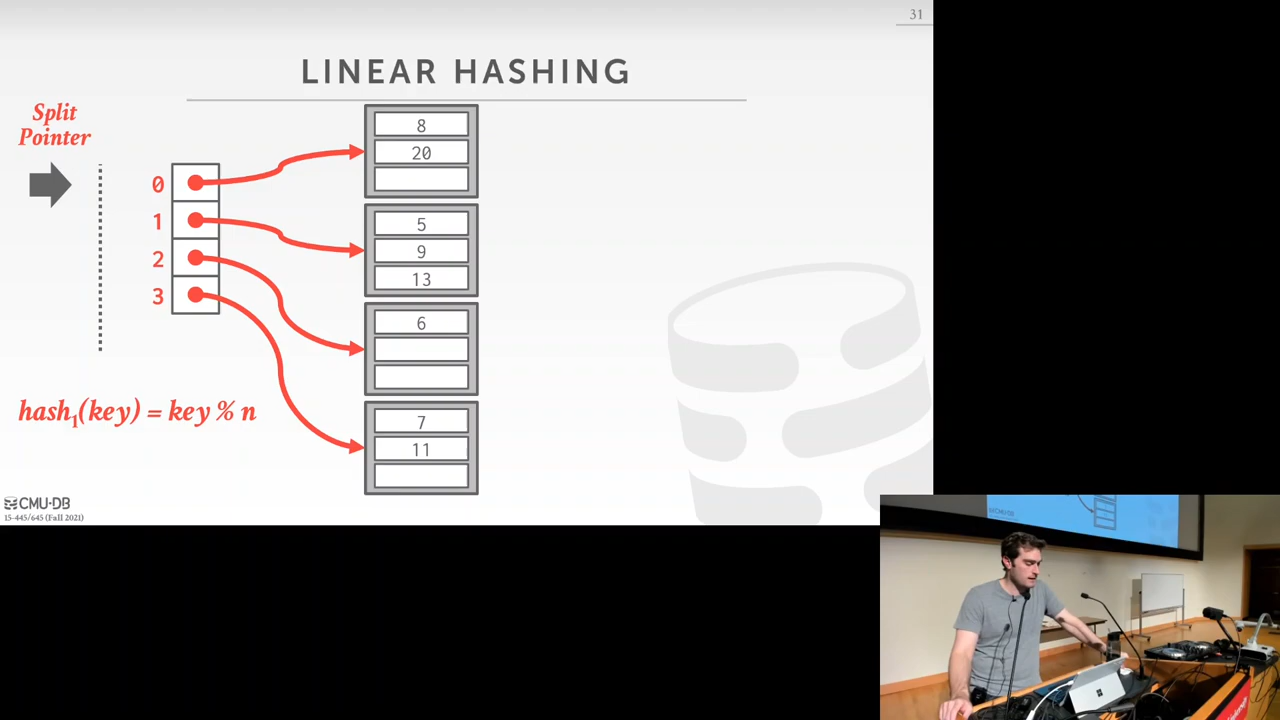 31
LINEAR HASHING
Split
Pointer
0
1
2
3
8
20
5
9
13
6
7
11
hash1(key) = key % n
CMU·DB
15-445/645 (Fall 2021)